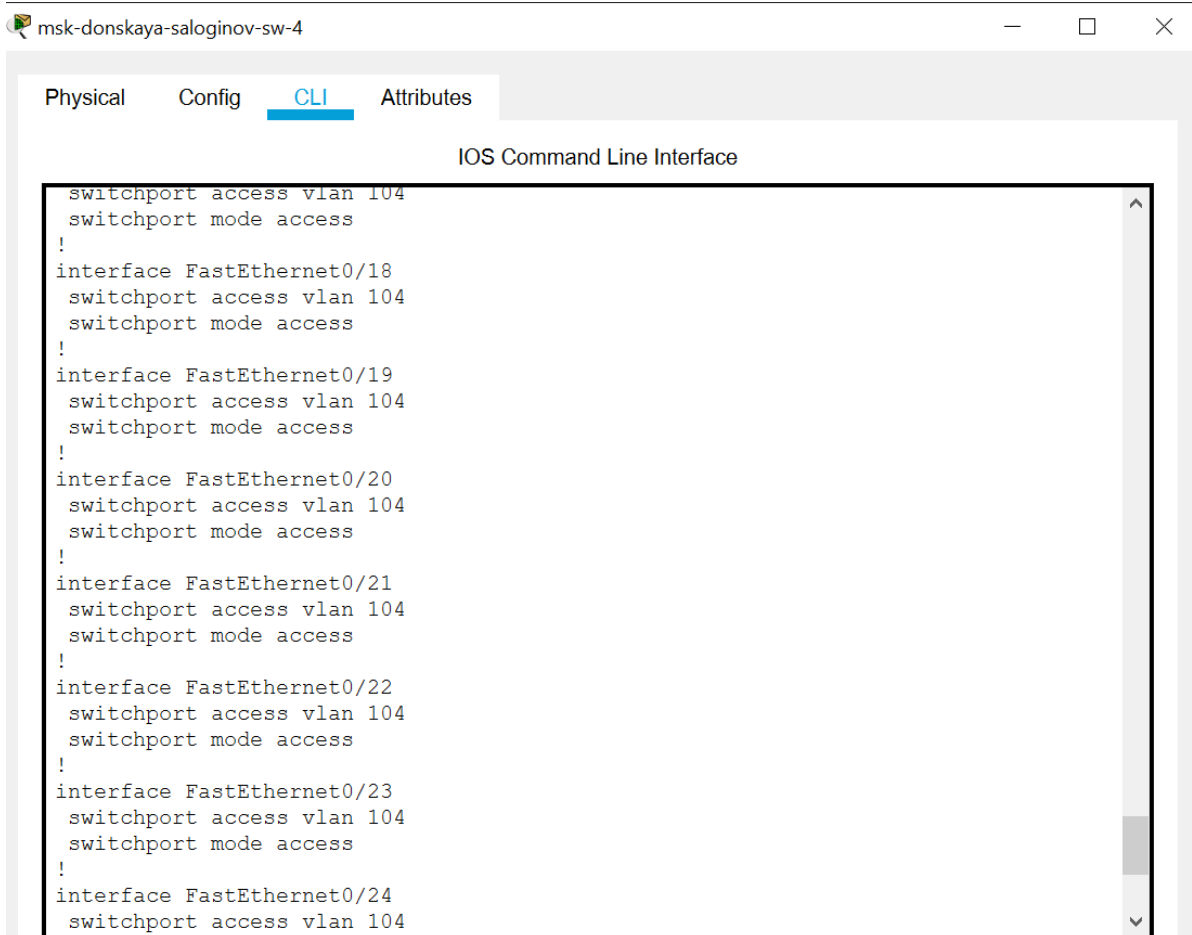 msk-donskaya-saloginov-sw-4
Physical Config CLI Attributes
IOS Command Line Interface
switchport access vlan 104
switchport mode access
!
interface FastEthernet0/18
switchport access vlan 104
switchport mode access
!
interface FastEthernet0/19
switchport access vlan 104
switchport mode access
!
interface FastEthernet0/20
switchport access vlan 104
switchport mode access
!
interface FastEthernet0/21
switchport access vlan 104
switchport mode access
!
interface FastEthernet0/22
switchport access vlan 104
switchport mode access
!
interface FastEthernet0/23
switchport access vlan 104
switchport mode access
!
interface FastEthernet0/24
switchport access vlan 104